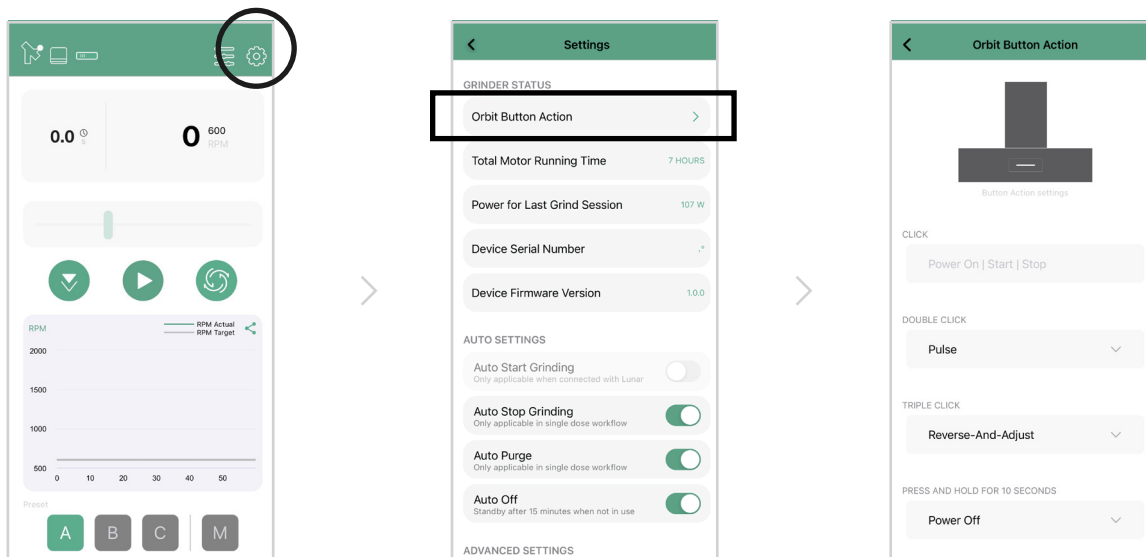 0.0 S
0 600
RPM
RPM
RPM Actual
RPM Target
2000
1500
1000
500
0 10 20 30 40 50
Preset
A B C M
Settings
GRINDER STATUS
Orbit Button Action
Total Motor Running Time 7 HOURS
Power for Last Grind Session 107 W
Device Serial Number
Device Firmware Version 1.0.0
AUTO SETTINGS
Auto Start Grinding
Only applicable when connected with Lunar
Auto Stop Grinding
Only applicable in single dose workflow
Auto Purge
Only applicable in single dose workflow
Auto Off
Standby after 15 minutes when not in use
ADVANCED SETTINGS
Orbit Button Action
Button Action settings
CLICK
Power On | Start | Stop
DOUBLE CLICK
Pulse
TRIPLE CLICK
Reverse-And-Adjust
PRESS AND HOLD FOR 10 SECONDS
Power Off